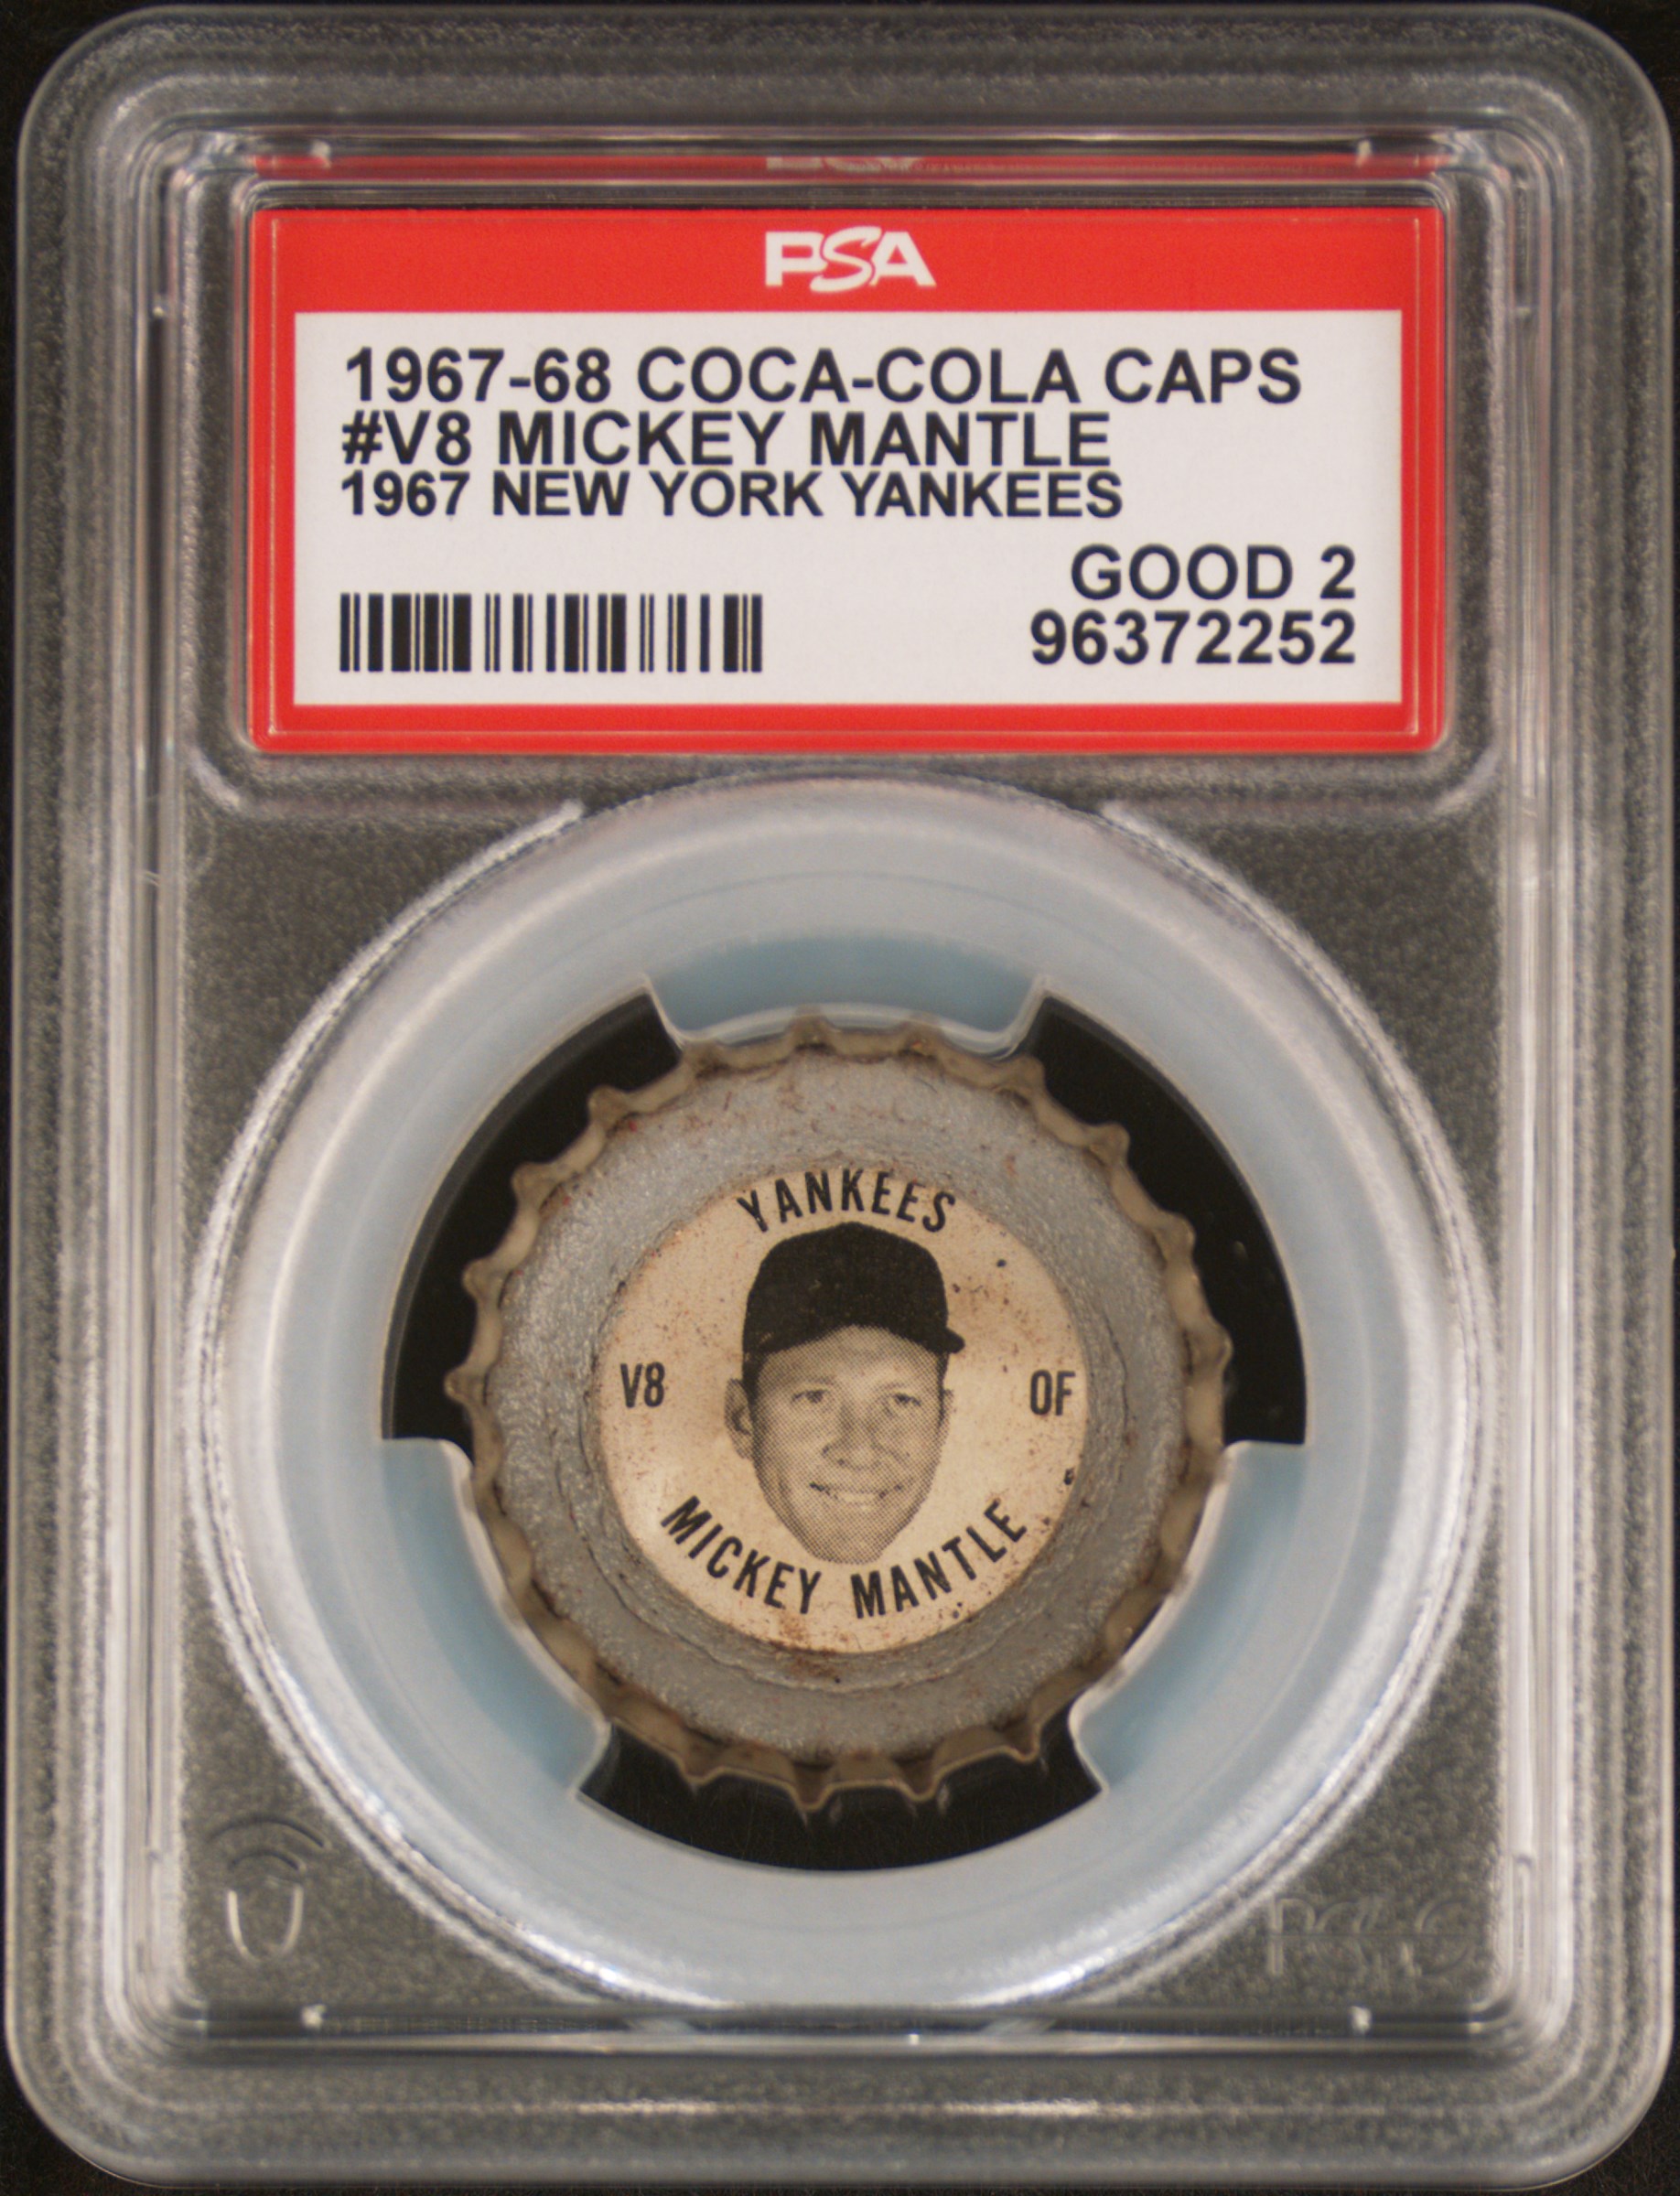 PSA
1967-68 COCA-COLA CAPS
#V8 MICKEY MANTLE
1967 NEW YORK YANKEES
GOOD 2
96372252
YANKEES
V8
OF
MICKEY MANTLE